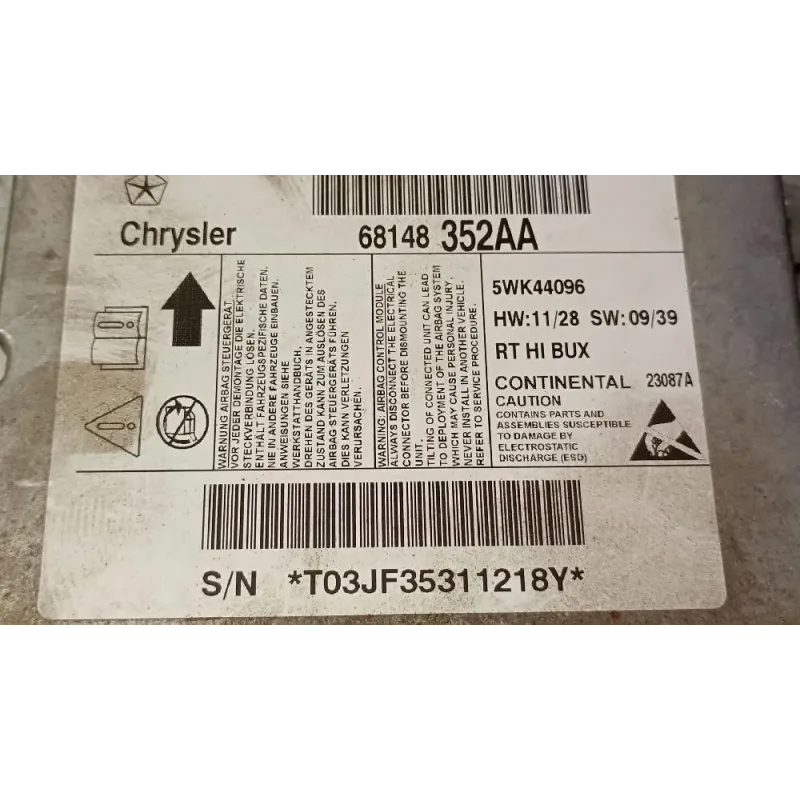 Chrysler 68148 352AA
WARNUNG AIRBAG STEUERGERÄT:
VOR JEDER DEMONTAGE DIE ELEKTRISCHE
STECKVERBINDUNG LÖSEN.
ENTHÄLT FAHRZEUGSPEZIFISCHE DATEN.
NIE IN ANDERE FAHRZEUGE EINBAUEN.
ANWEISUNGEN SIEHE
WERKSTATTHANDBUCH.
DREHEN DES GERÄTS IN ANGESTECKTEM
ZUSTAND KANN ZUM AUSLÖSEN DES
AIRBAG STEUERGERÄTS FÜHREN.
DIES KANN VERLETZUNGEN
VERURSACHEN.
WARNING: AIRBAG CONTROL MODULE
ALWAYS DISCONNECT THE ELECTRICAL
CONNECTOR BEFORE DISMOUNTING THE
UNIT.
TILTING OF CONNECTED UNIT CAN LEAD
TO DEPLOYMENT OF THE AIRBAG SYSTEM
WHICH MAY CAUSE PERSONAL INJURY.
NEVER INSTALL IN ANOTHER VEHICLE.
REFER TO SERVICE PROCEDURE.
5WK44096
HW:11/28 SW:09/39
RT HI BUX
CONTINENTAL 23087A
CAUTION
CONTAINS PARTS AND
ASSEMBLIES SUSCEPTIBLE
TO DAMAGE BY
ELECTROSTATIC
DISCHARGE (ESD)
S/N *T03JF35311218Y*